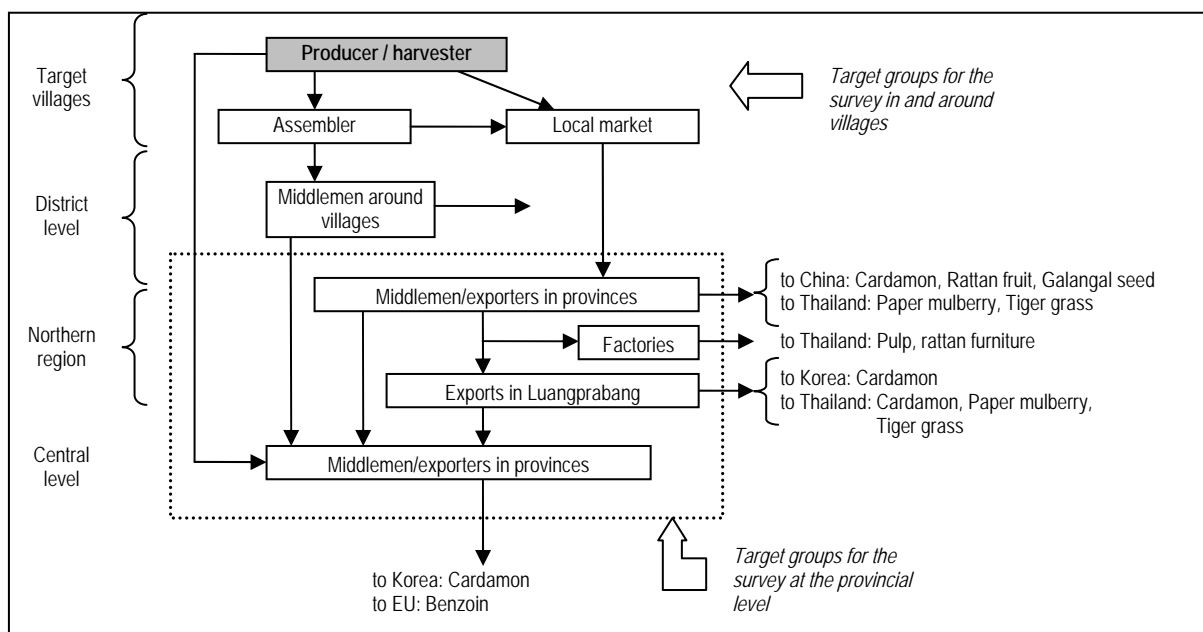 Producer / harvester
Target
villages
Target groups for the
survey in and around
villages
Assembler
Local market
District
level
Middlemen around
villages
Middlemen/exporters in provinces
to China: Cardamon, Rattan fruit, Galangal seed
to Thailand: Paper mulberry, Tiger grass
Northern
region
Factories
to Thailand: Pulp, rattan furniture
Exports in Luangprabang
to Korea: Cardamon
to Thailand: Cardamon, Paper mulberry,
Tiger grass
Central
level
Middlemen/exporters in provinces
Target groups for the
survey at the provincial
level
to Korea: Cardamon
to EU: Benzoin